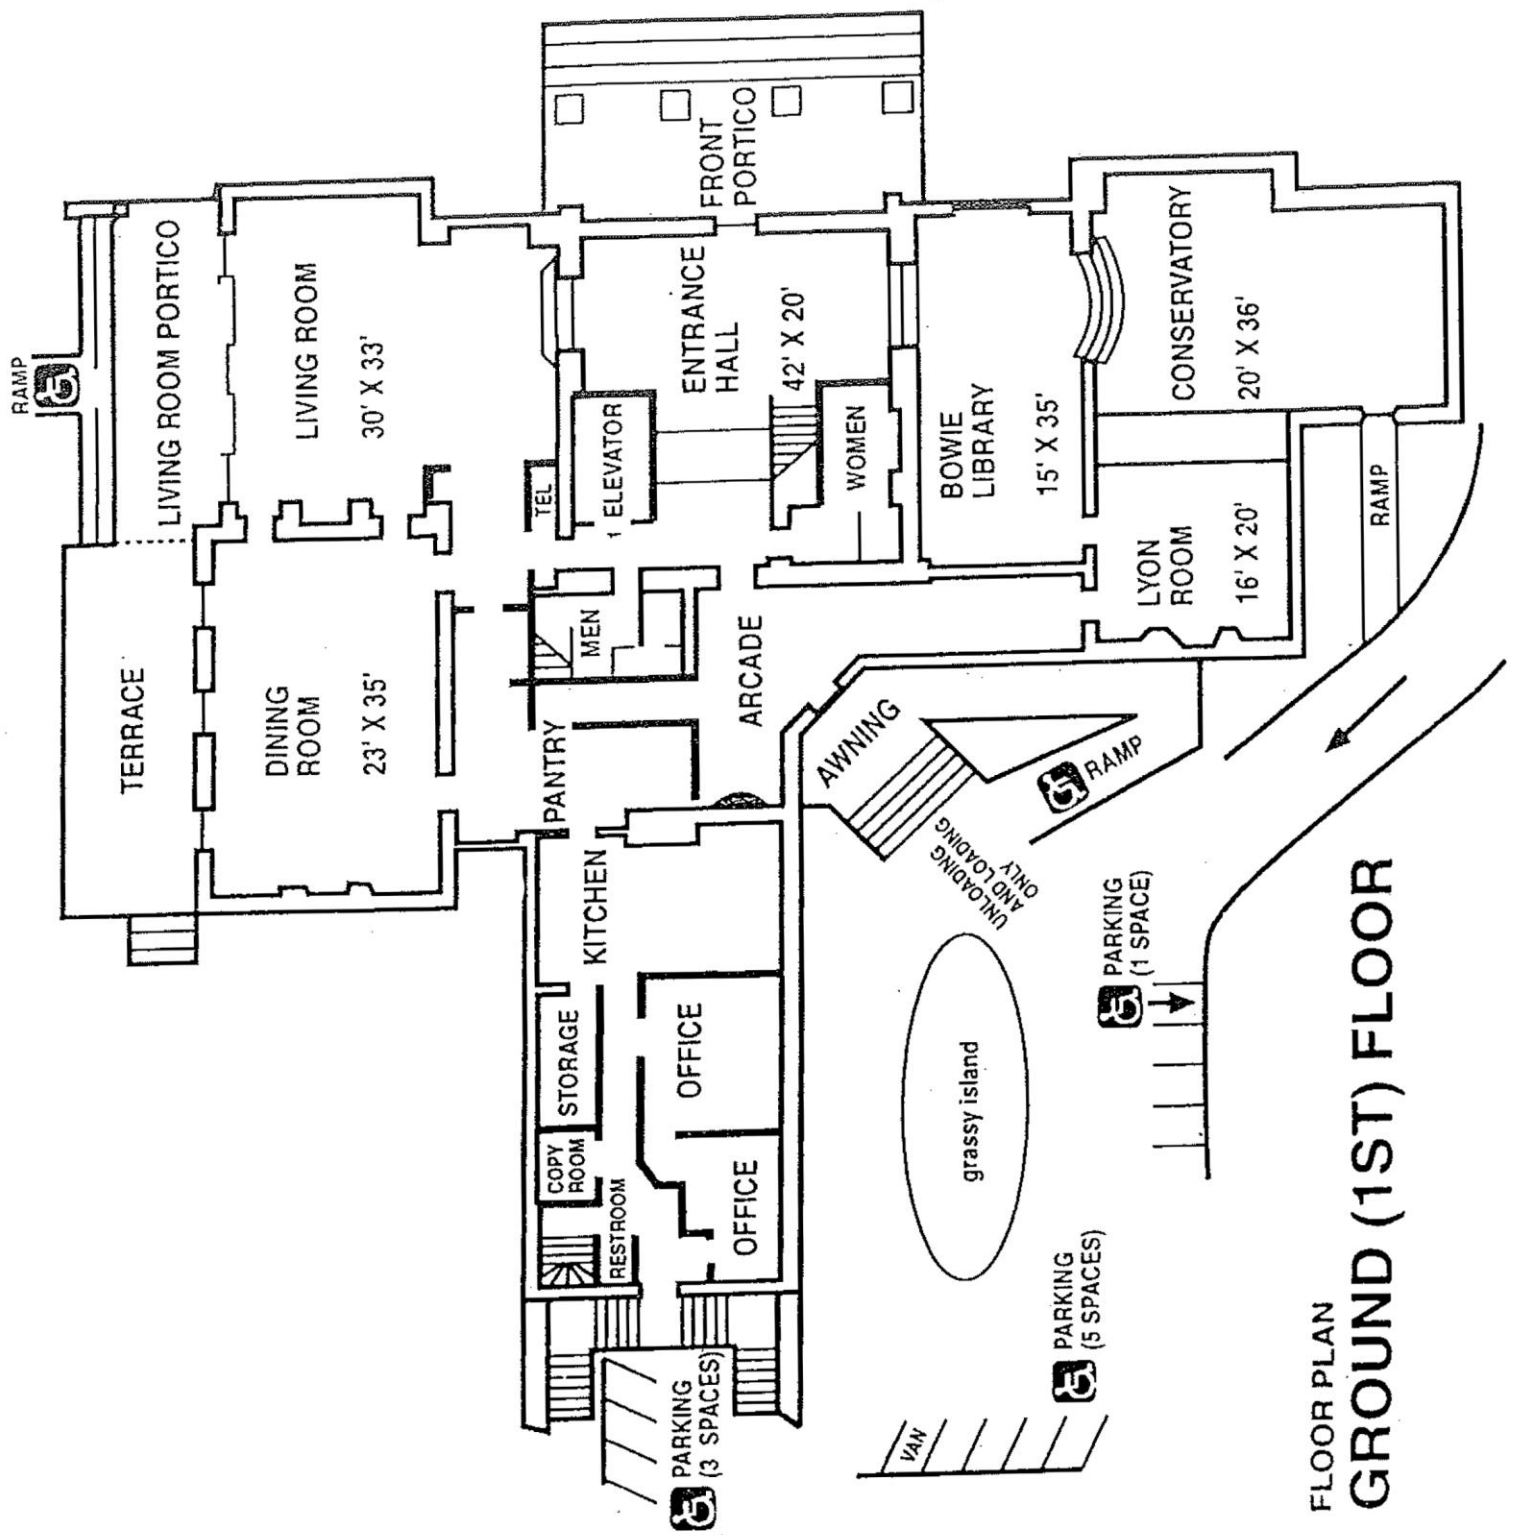 FLOOR PLAN
GROUND (1ST) FLOOR
RAMP
LIVING ROOM PORTICO
TERRACE
LIVING ROOM
30' X 33'
DINING
ROOM
23' X 35'
FRONT
PORTICO
ENTRANCE
HALL
42' X 20'
ELEVATOR
TEL
WOMEN
MEN
ARCADE
PANTRY
KITCHEN
STORAGE
COPY
ROOM
RESTROOM
OFFICE
OFFICE
BOWIE
LIBRARY
15' X 35'
CONSERVATORY
20' X 36'
LYON
ROOM
16' X 20'
RAMP
AWNING
RAMP
UNLOADING
AND LOADING
ONLY
grassy island
PARKING
(1 SPACE)
PARKING
(5 SPACES)
VAN
PARKING
(3 SPACES)